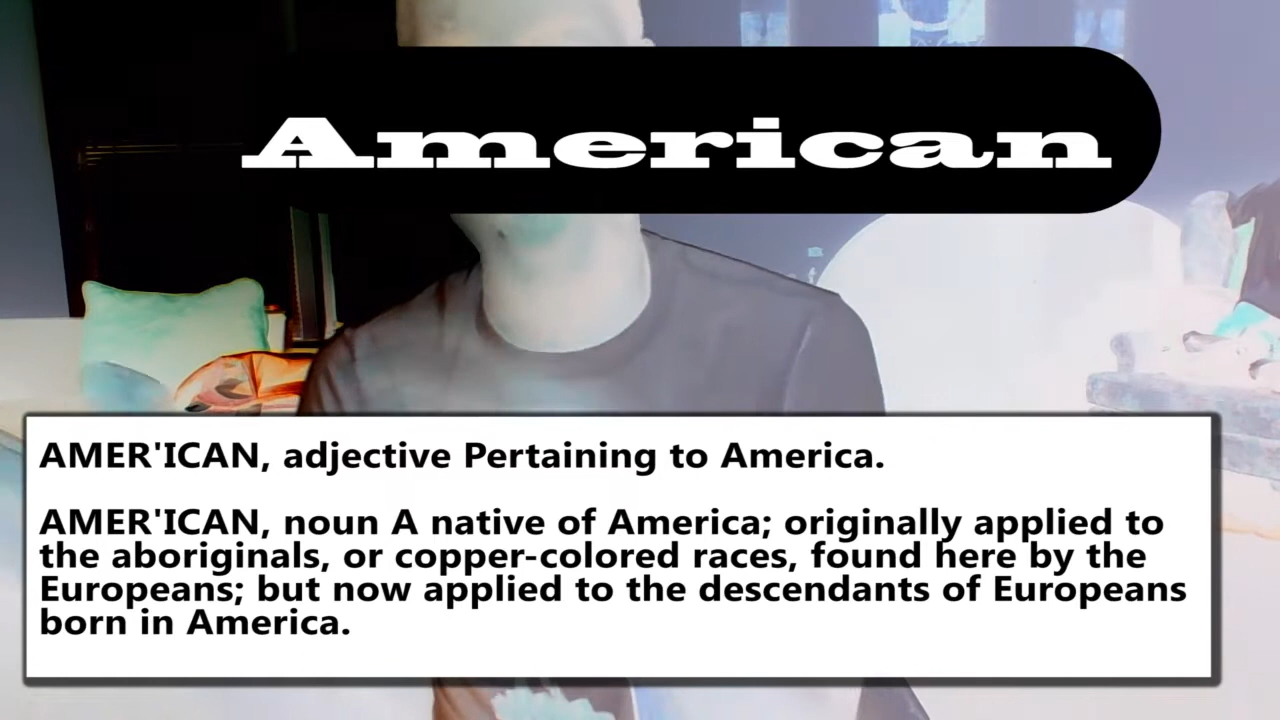 American
AMER'ICAN, adjective Pertaining to America.
AMER'ICAN, noun A native of America; originally applied to
the aboriginals, or copper-colored races, found here by the
Europeans; but now applied to the descendants of Europeans
born in America.